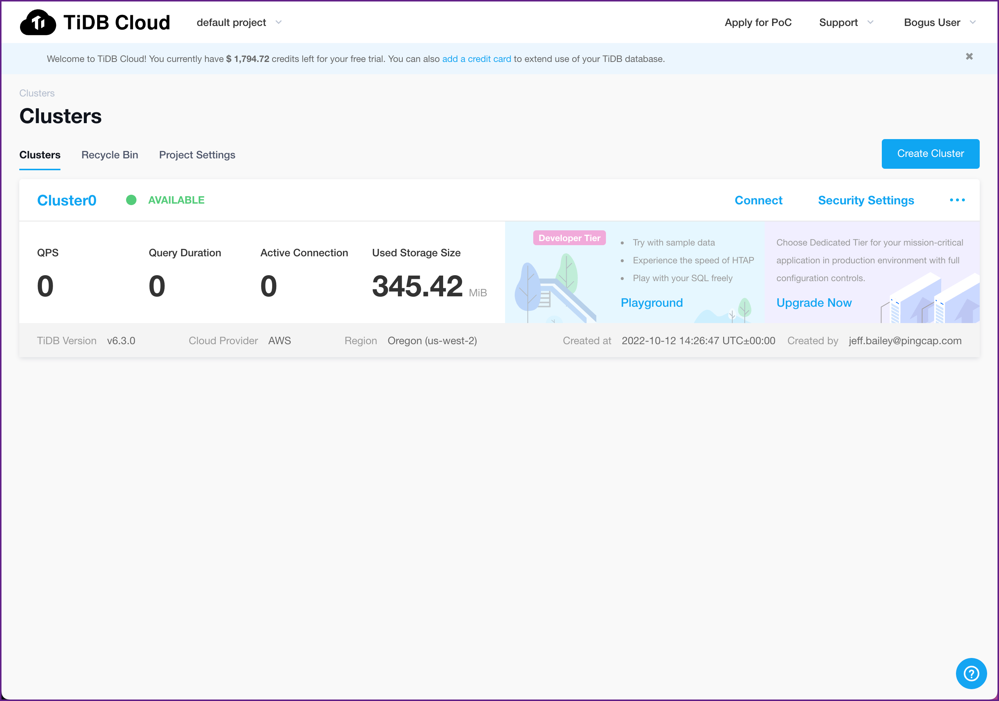 TiDB Cloud default project Apply for PoC Support Bogus User
Welcome to TiDB Cloud! You currently have $ 1,794.72 credits left for your free trial. You can also add a credit card to extend use of your TiDB database.
Clusters
Clusters
Clusters Recycle Bin Project Settings Create Cluster
Cluster0 AVAILABLE Connect Security Settings
QPS
0
Query Duration
0
Active Connection
0
Used Storage Size
345.42 MiB
Developer Tier
• Try with sample data
• Experience the speed of HTAP
• Play with your SQL freely
Playground
Choose Dedicated Tier for your mission-critical
application in production environment with full
configuration controls.
Upgrade Now
TiDB Version v6.3.0 Cloud Provider AWS Region Oregon (us-west-2) Created at 2022-10-12 14:26:47 UTC±00:00 Created by jeff.bailey@pingcap.com